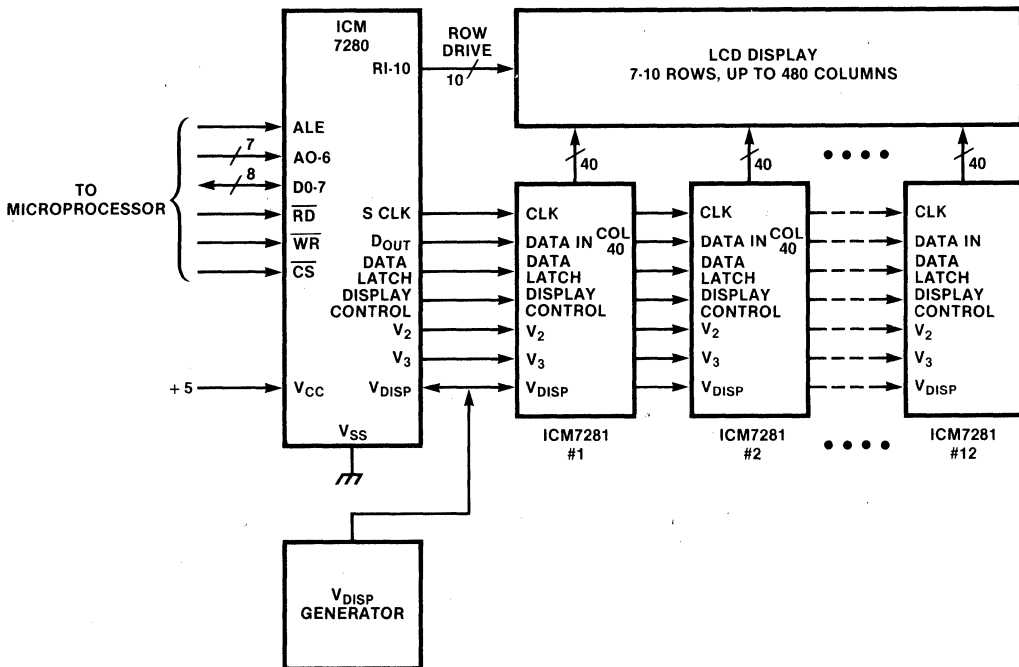 ICM
7280
RI-10
ROW
DRIVE
10
LCD DISPLAY
7-10 ROWS, UP TO 480 COLUMNS
TO
MICROPROCESSOR
ALE
7
AO-6
8
D0-7
RD
WR
CS
+5
VCC
VSS
S CLK
DOUT
DATA
LATCH
DISPLAY
CONTROL
V2
V3
VDISP
40
CLK
DATA IN
COL
40
DATA
LATCH
DISPLAY
CONTROL
V2
V3
VDISP
ICM7281
#1
40
CLK
DATA IN
COL
40
DATA
LATCH
DISPLAY
CONTROL
V2
V3
VDISP
ICM7281
#2
40
CLK
DATA IN
DATA
LATCH
DISPLAY
CONTROL
V2
V3
VDISP
ICM7281
#12
VDISP
GENERATOR